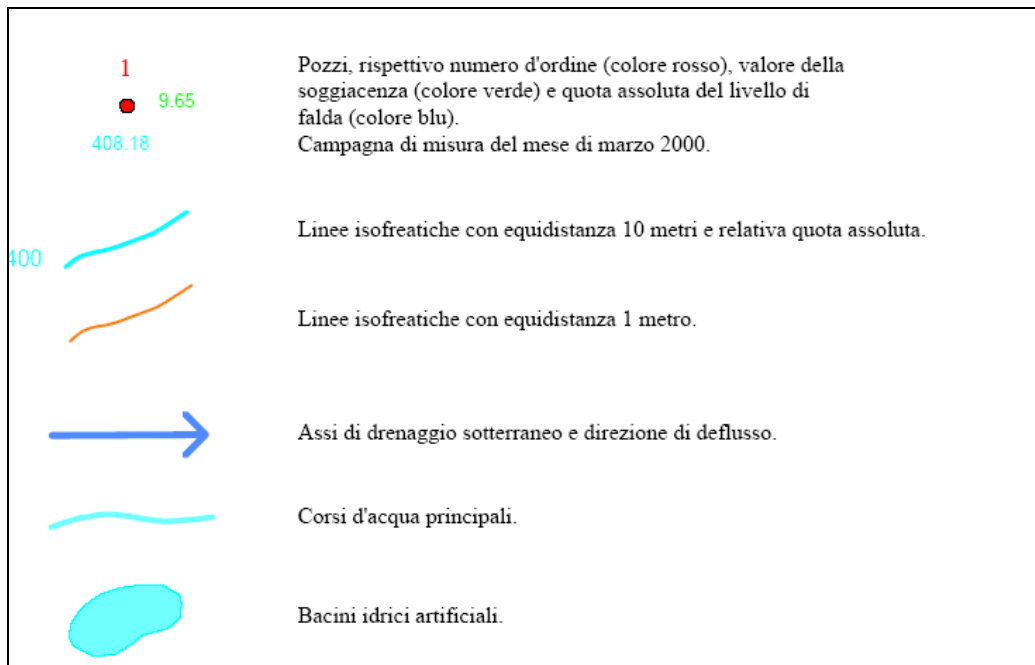 1
9.65
408.18
Pozzi, rispettivo numero d'ordine (colore rosso), valore della
soggiacenza (colore verde) e quota assoluta del livello di
falda (colore blu).
Campagna di misura del mese di marzo 2000.
400
Linee isofreatiche con equidistanza 10 metri e relativa quota assoluta.
Linee isofreatiche con equidistanza 1 metro.
Assi di drenaggio sotterraneo e direzione di deflusso.
Corsi d'acqua principali.
Bacini idrici artificiali.